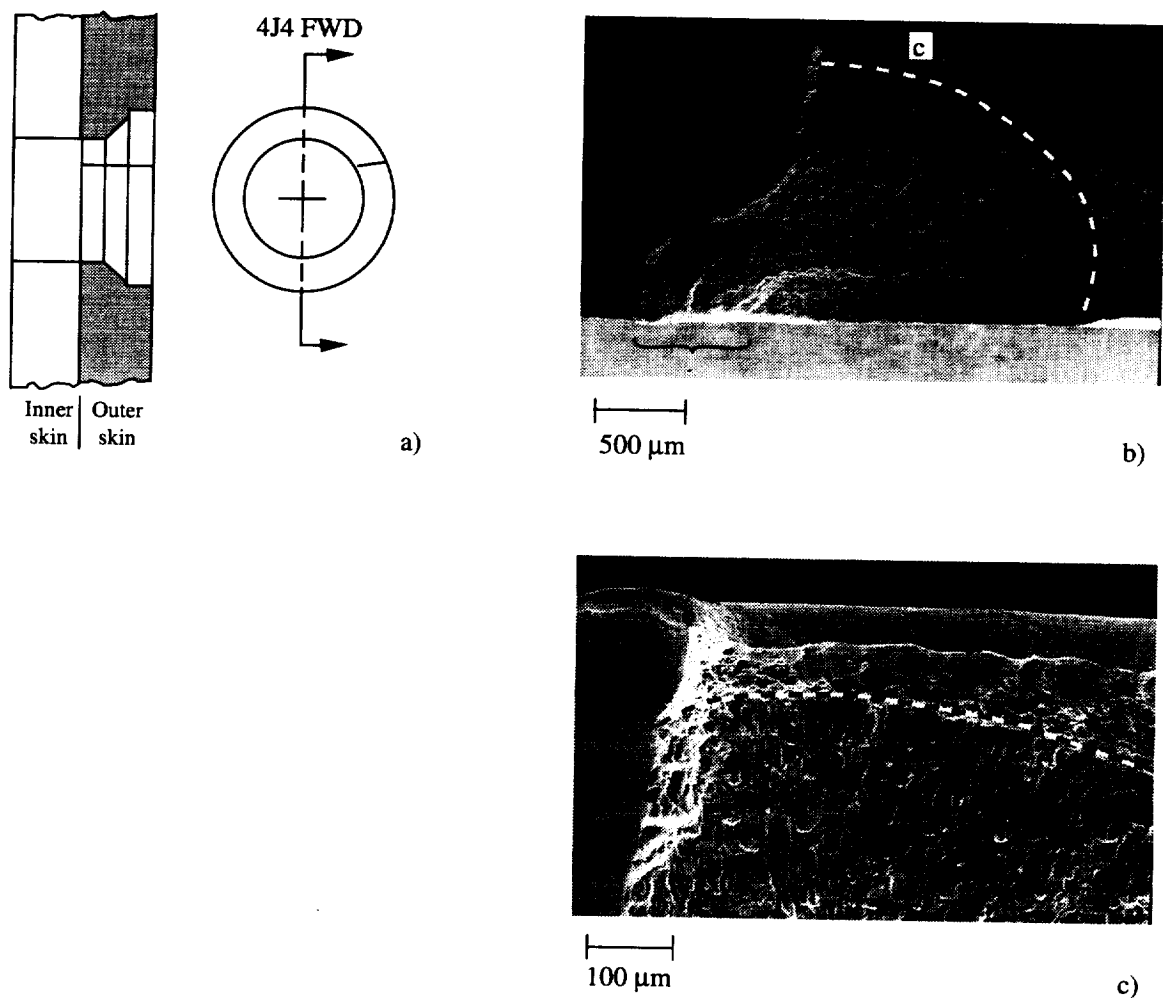 4J4 FWD
Inner skin
Outer skin
a)
c
500 μm
b)
100 μm
c)